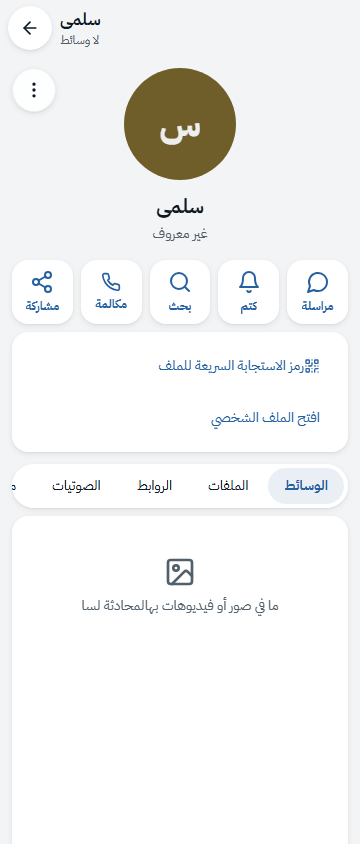 سلمى
لا وسائط
س
سلمى
غير معروف
مراسلة
كتم
بحث
مكالمة
مشاركة
رمز الاستجابة السريعة للملف
افتح الملف الشخصي
الوسائط الملفات الروابط الصوتيات
ما في صور أو فيديوهات بهالمحادثة لسا